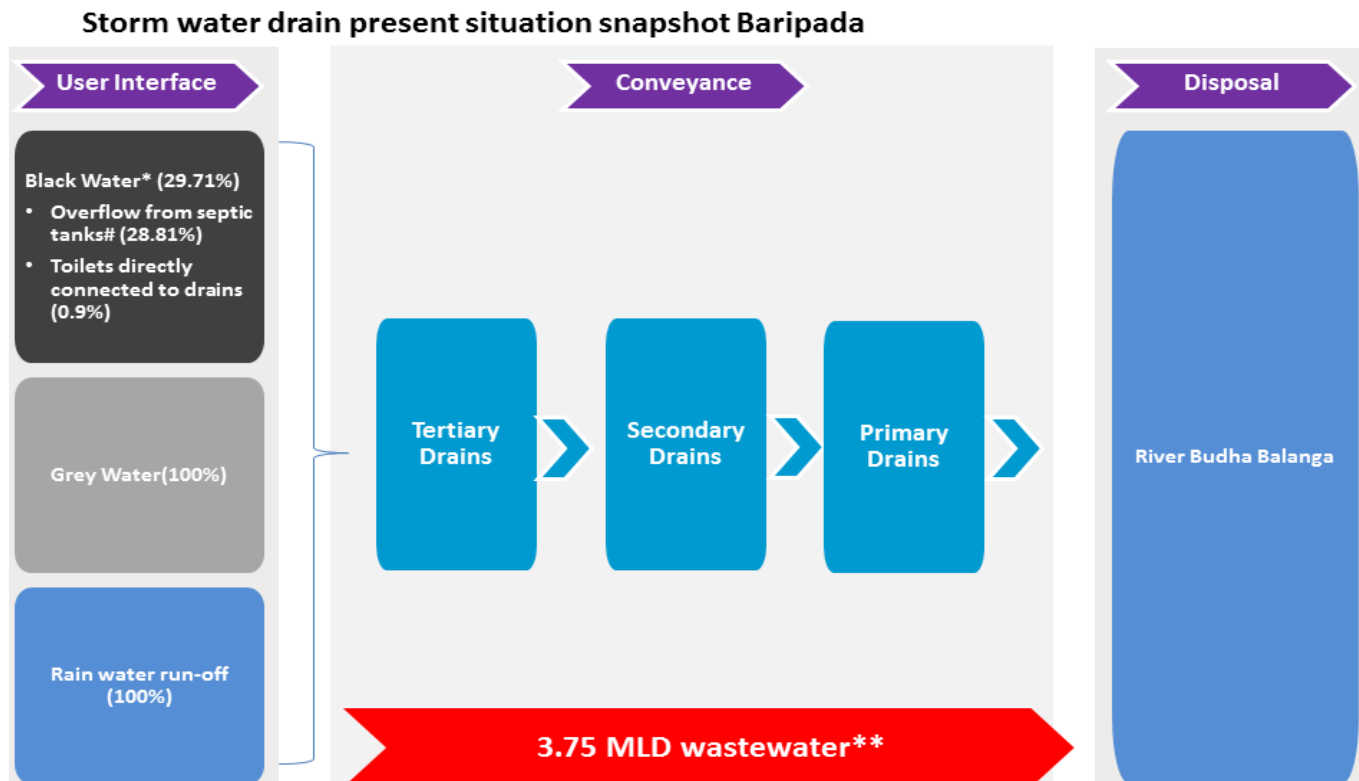 Storm water drain present situation snapshot Baripada
User Interface
Conveyance
Disposal
Black Water* (29.71%)
• Overflow from septic
tanks# (28.81%)
• Toilets directly
connected to drains
(0.9%)
Grey Water(100%)
Rain water run-off
(100%)
Tertiary
Drains
Secondary
Drains
Primary
Drains
River Budha Balanga
3.75 MLD wastewater**